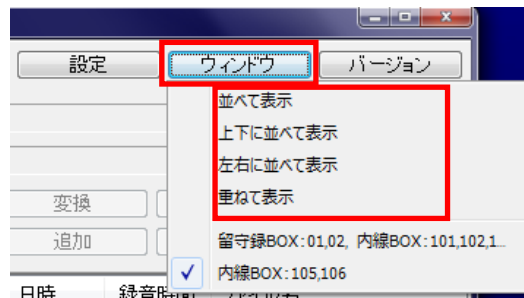 設定 ウィンドウ バージョン
並べて表示
上下に並べて表示
左右に並べて表示
重ねて表示
変換
追加
留守録BOX:01,02, 内線BOX:101,102,1...
内線BOX:105,106
日時 録音時間